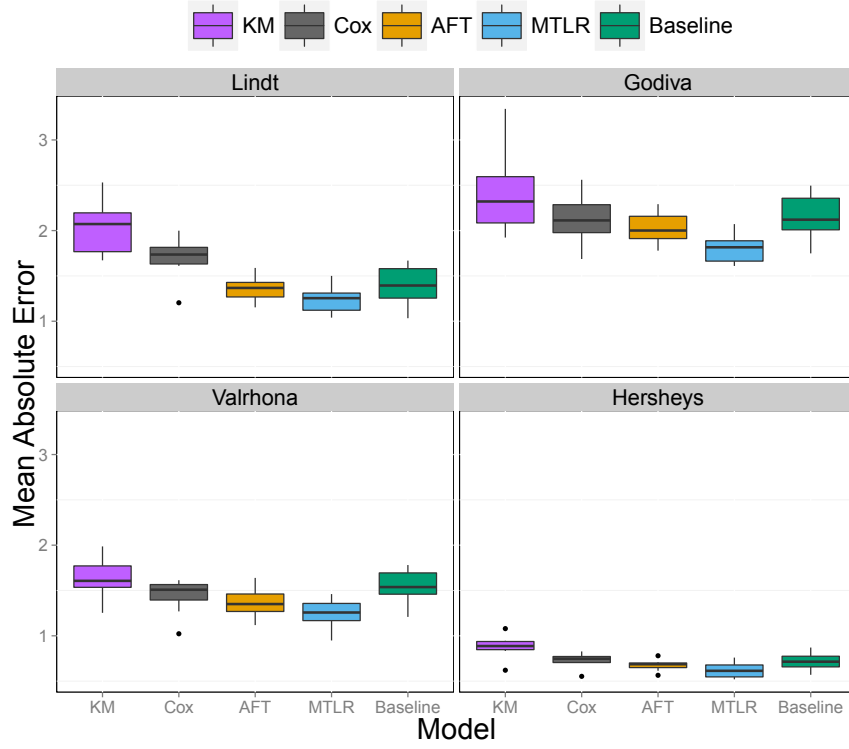 KM Cox AFT MTLR Baseline
Lindt Godiva
3
2
1
Mean Absolute Error
Valrhona Hersheys
3
2
1
KM Cox AFT MTLR Baseline KM Cox AFT MTLR Baseline
Model